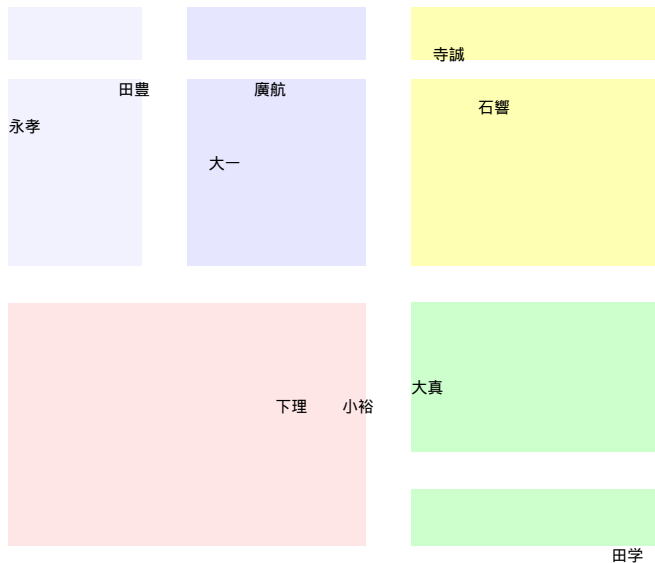 寺誠
田豊
廣航
石響
永孝
大一
大真
下理
小裕
田学